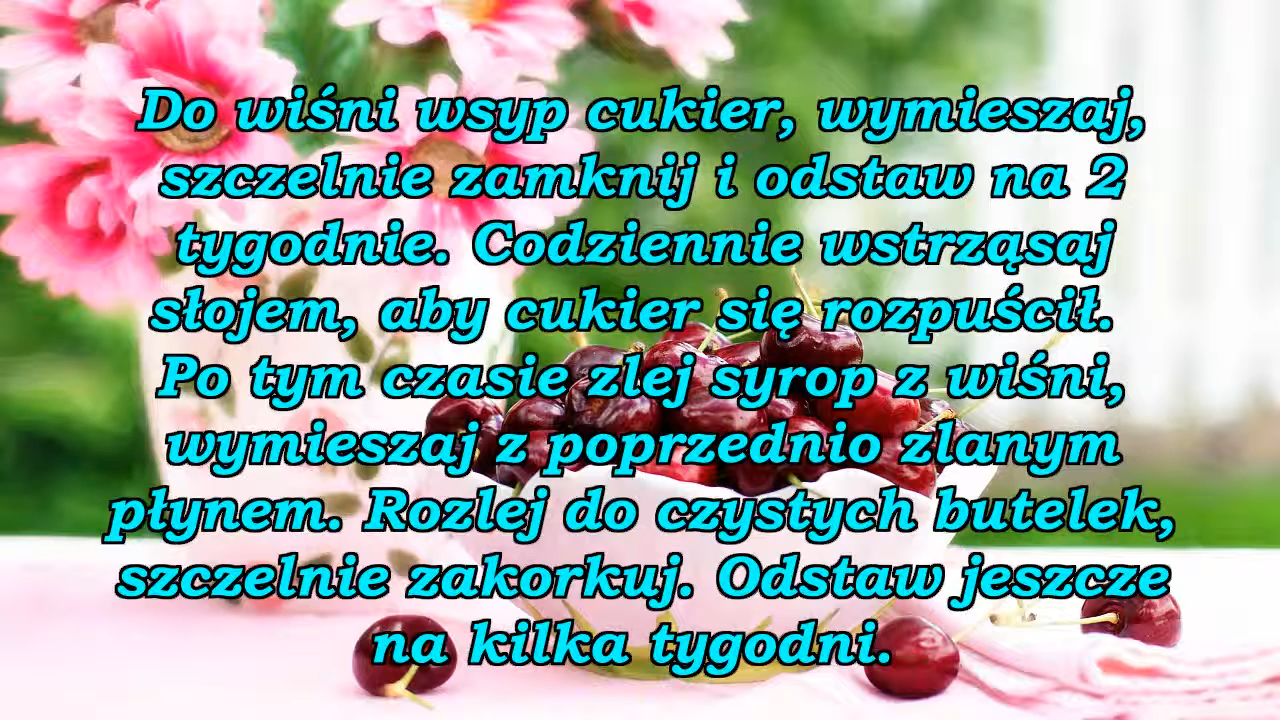 Do wiśni wsyp cukier, wymieszaj,
szczelnie zamknij i odstaw na 2
tygodnie. Codziennie wstrząsaj
słojem, aby cukier się rozpuścił.
Po tym czasie zlej syrop z wiśni,
wymieszaj z poprzednio zlanym
płynem. Rozlej do czystych butelek,
szczelnie zakorkuj. Odstaw jeszcze
na kilka tygodni.